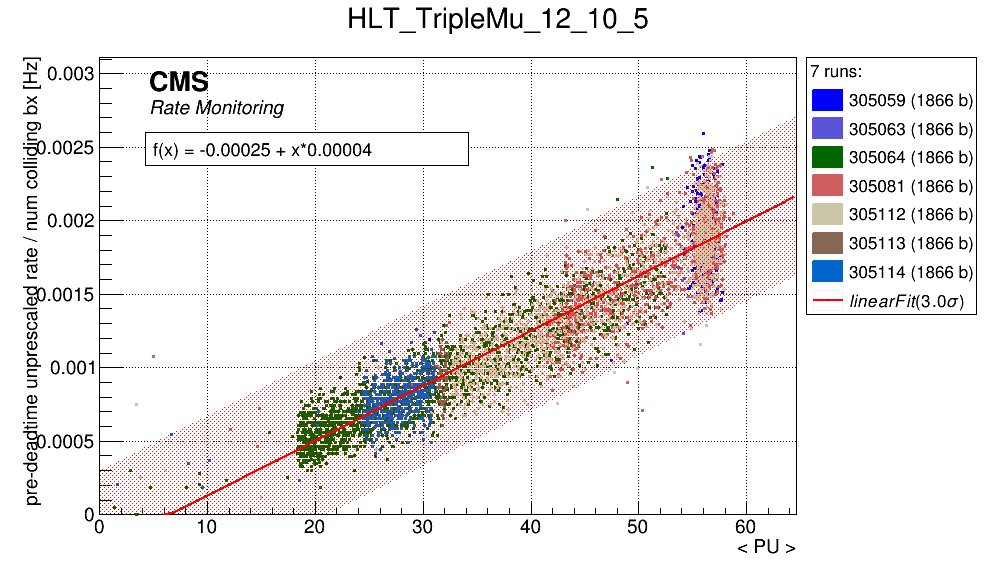 HLT_TripleMu_12_10_5
pre-deadtime unprescaled rate / num colliding bx [Hz]
0.003
0.0025
0.002
0.0015
0.001
0.0005
0
CMS
Rate Monitoring
f(x) = -0.00025 + x*0.00004
0 10 20 30 40 50 60
< PU >
7 runs:
305059 (1866 b)
305063 (1866 b)
305064 (1866 b)
305081 (1866 b)
305112 (1866 b)
305113 (1866 b)
305114 (1866 b)
linearFit(3.0σ)